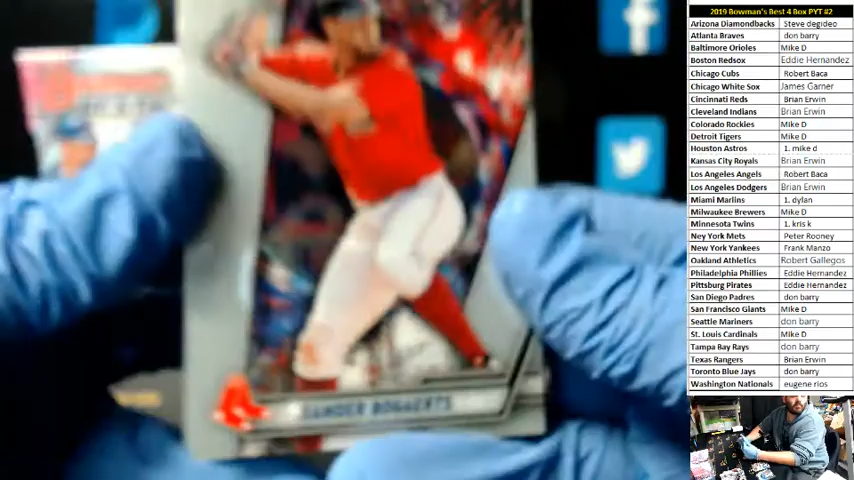 2019 Bowman's Best 4 Box PYT #2
Arizona Diamondbacks Steve degideo
Atlanta Braves don barry
Baltimore Orioles Mike D
Boston Redsox Eddie Hernandez
Chicago Cubs Robert Baca
Chicago White Sox James Garner
Cincinnati Reds Brian Erwin
Cleveland Indians Brian Erwin
Colorado Rockies Mike D
Detroit Tigers Mike D
Houston Astros 1. mike d
Kansas City Royals Brian Erwin
Los Angeles Angels Robert Baca
Los Angeles Dodgers Brian Erwin
Miami Marlins 1. dylan
Milwaukee Brewers Mike D
Minnesota Twins 1. kris k
Ney York Mets Peter Rooney
New York Yankees Frank Manzo
Oakland Athletics Robert Gallegos
Philadelphia Phillies Eddie Hernandez
Pittsburg Pirates Eddie Hernandez
San Diego Padres don barry
San Francisco Giants Mike D
Seattle Mariners don barry
St. Louis Cardinals Mike D
Tampa Bay Rays don barry
Texas Rangers Brian Erwin
Toronto Blue Jays don barry
Washington Nationals eugene rios
XANDER BOGAERTS